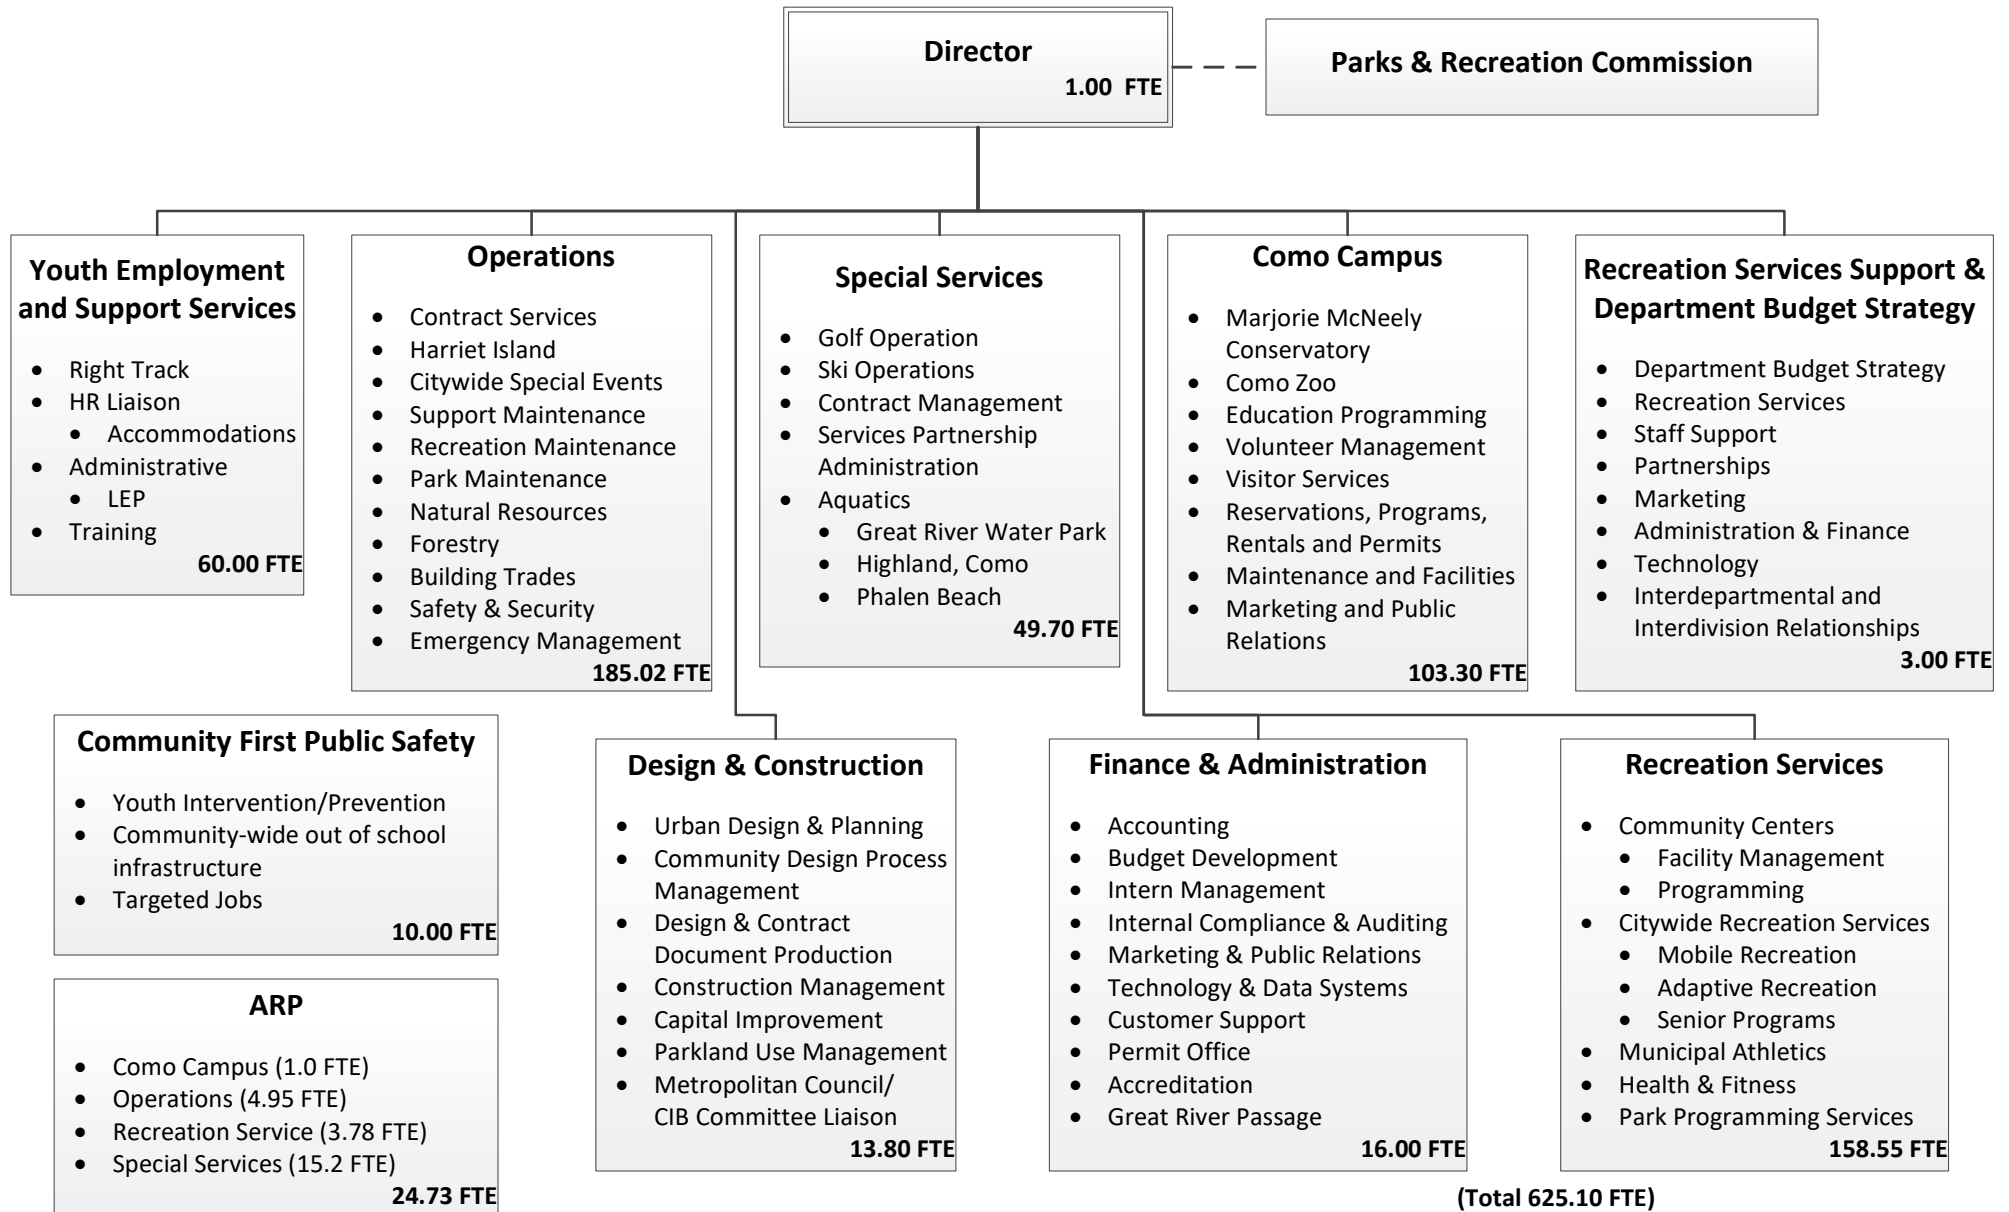 Director
1.00  FTE
Parks & Recreation Commission
Youth Employment
and Support Services
• Right Track
• HR Liaison
• Accommodations
• Administrative
• LEP
• Training
60.00 FTE
Operations
• Contract Services
• Harriet Island
• Citywide Special Events
• Support Maintenance
• Recreation Maintenance
• Park Maintenance
• Natural Resources
• Forestry
• Building Trades
• Safety & Security
• Emergency Management
185.02 FTE
Special Services
• Golf Operation
• Ski Operations
• Contract Management
• Services Partnership
Administration
• Aquatics
• Great River Water Park
• Highland, Como
• Phalen Beach
49.70 FTE
Como Campus
• Marjorie McNeely
Conservatory
• Como Zoo
• Education Programming
• Volunteer Management
• Visitor Services
• Reservations, Programs,
Rentals and Permits
• Maintenance and Facilities
• Marketing and Public
Relations
103.30 FTE
Recreation Services Support &
Department Budget Strategy
• Department Budget Strategy
• Recreation Services
• Staff Support
• Partnerships
• Marketing
• Administration & Finance
• Technology
• Interdepartmental and
Interdivision Relationships
3.00 FTE
Community First Public Safety
• Youth Intervention/Prevention
• Community-wide out of school
infrastructure
• Targeted Jobs
10.00 FTE
ARP
• Como Campus (1.0 FTE)
• Operations (4.95 FTE)
• Recreation Service (3.78 FTE)
• Special Services (15.2 FTE)
24.73 FTE
Design & Construction
• Urban Design & Planning
• Community Design Process
Management
• Design & Contract
Document Production
• Construction Management
• Capital Improvement
• Parkland Use Management
• Metropolitan Council/
CIB Committee Liaison
13.80 FTE
Finance & Administration
• Accounting
• Budget Development
• Intern Management
• Internal Compliance & Auditing
• Marketing & Public Relations
• Technology & Data Systems
• Customer Support
• Permit Office
• Accreditation
• Great River Passage
16.00 FTE
Recreation Services
• Community Centers
• Facility Management
• Programming
• Citywide Recreation Services
• Mobile Recreation
• Adaptive Recreation
• Senior Programs
• Municipal Athletics
• Health & Fitness
• Park Programming Services
158.55 FTE
(Total 625.10 FTE)